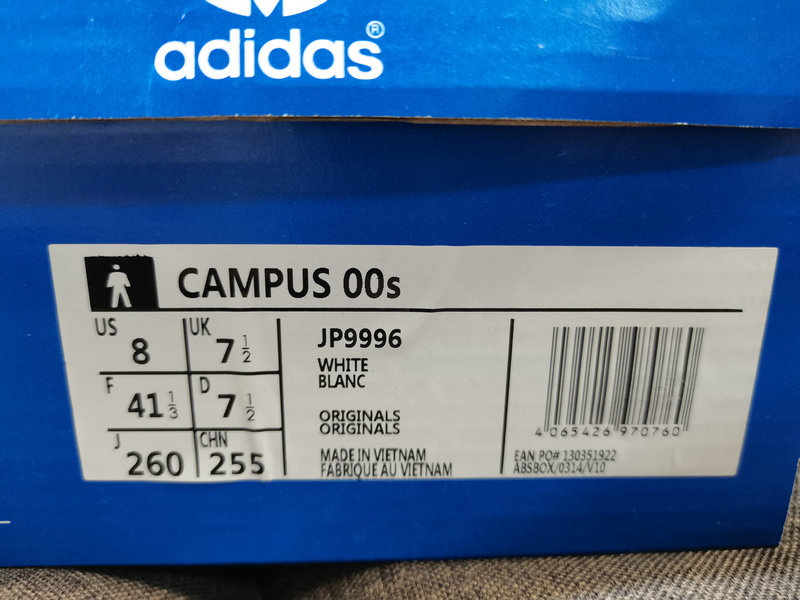 adidas®
CAMPUS 00s
US 8
UK 7 1/2
F 41 1/3
D 7 1/2
J 260
CHN 255
JP9996
WHITE
BLANC
ORIGINALS
ORIGINALS
MADE IN VIETNAM
FABRIQUE AU VIETNAM
4 065426 970760
EAN PO# 130351922
ABSBOX/0314/V10